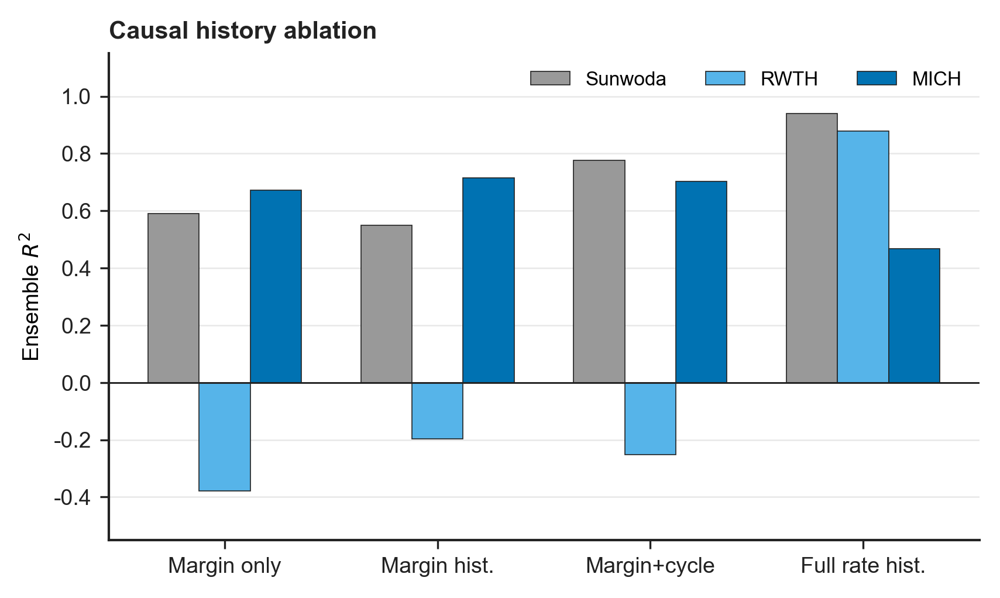 Causal history ablation
Sunwoda RWTH MICH
1.0
0.8
0.6
0.4
0.2
0.0
-0.2
-0.4
Ensemble R²
Margin only Margin hist. Margin+cycle Full rate hist.